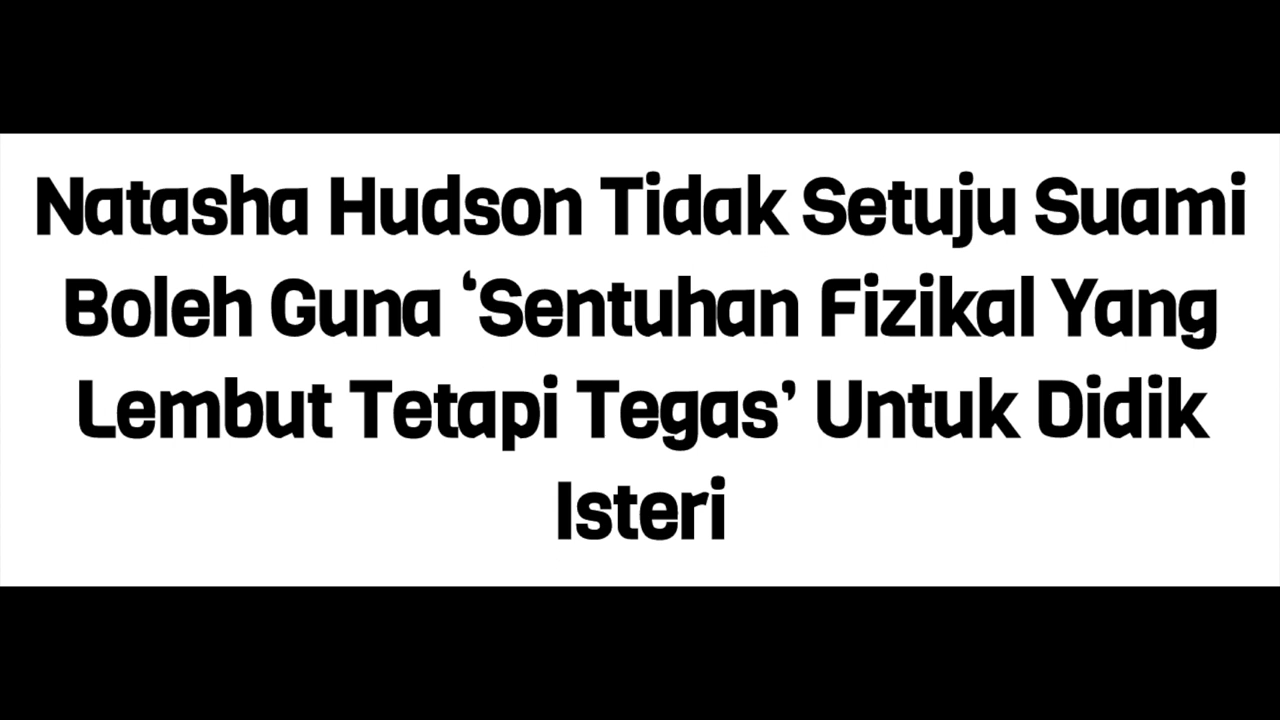 Natasha Hudson Tidak Setuju Suami
Boleh Guna ‘Sentuhan Fizikal Yang
Lembut Tetapi Tegas’ Untuk Didik
Isteri